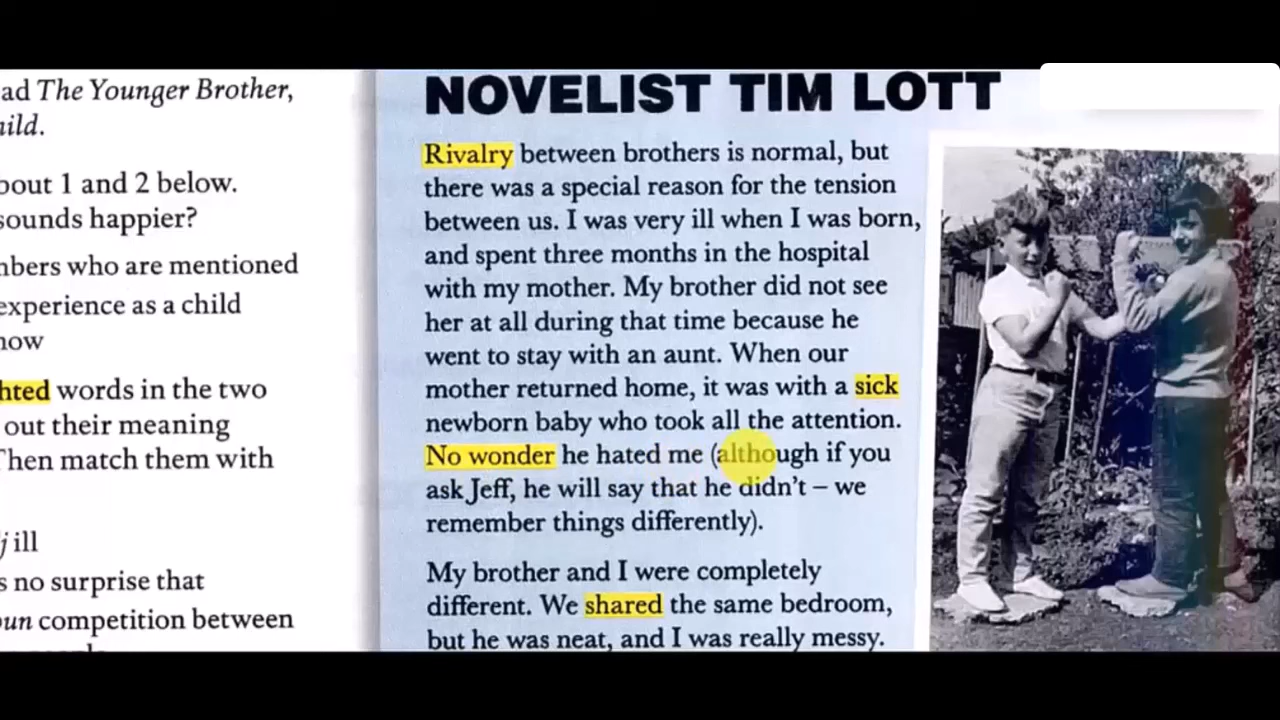 ad The Younger Brother,
hild.
bout 1 and 2 below.
sounds happier?
nbers who are mentioned
experience as a child
now
hted words in the two
out their meaning
Then match them with
j ill
s no surprise that
oun competition between
NOVELIST TIM LOTT
Rivalry between brothers is normal, but
there was a special reason for the tension
between us. I was very ill when I was born,
and spent three months in the hospital
with my mother. My brother did not see
her at all during that time because he
went to stay with an aunt. When our
mother returned home, it was with a sick
newborn baby who took all the attention.
No wonder he hated me (although if you
ask Jeff, he will say that he didn't – we
remember things differently).
My brother and I were completely
different. We shared the same bedroom,
but he was neat, and I was really messy.